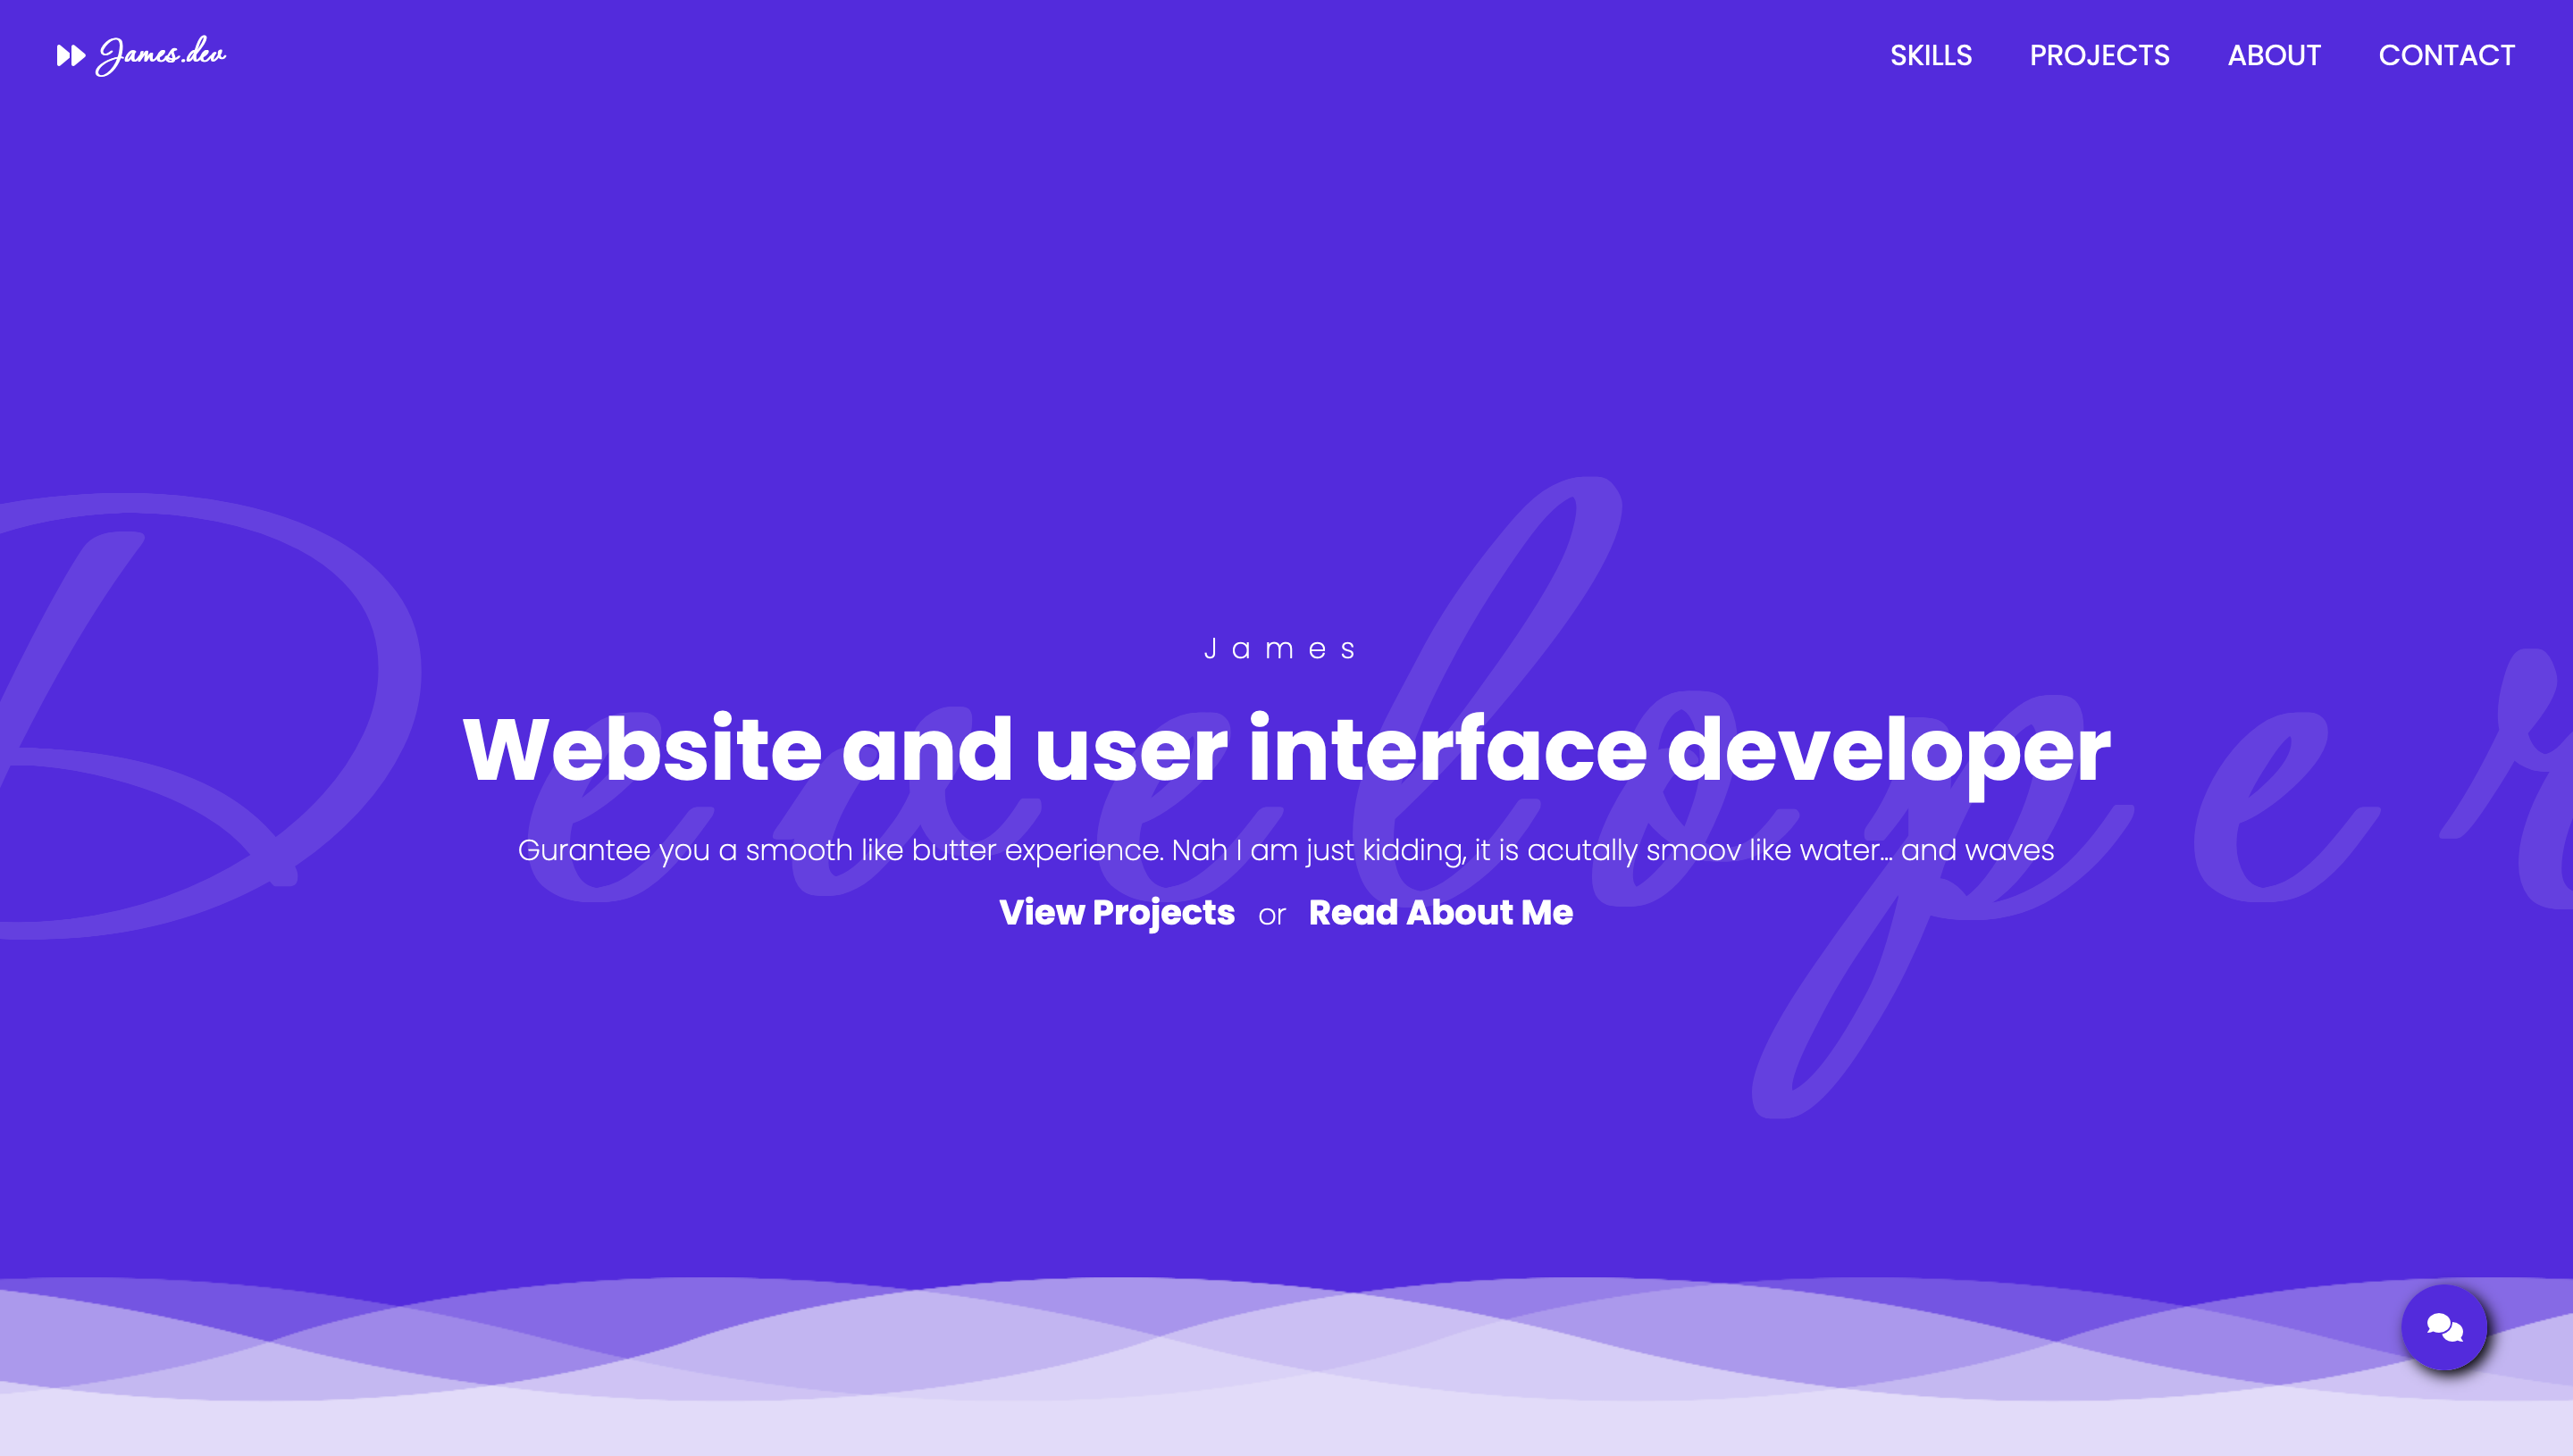 James.dev
SKILLS PROJECTS ABOUT CONTACT
Developer
James
Website and user interface developer
Gurantee you a smooth like butter experience. Nah I am just kidding, it is acutally smoov like water... and waves
View Projects or Read About Me